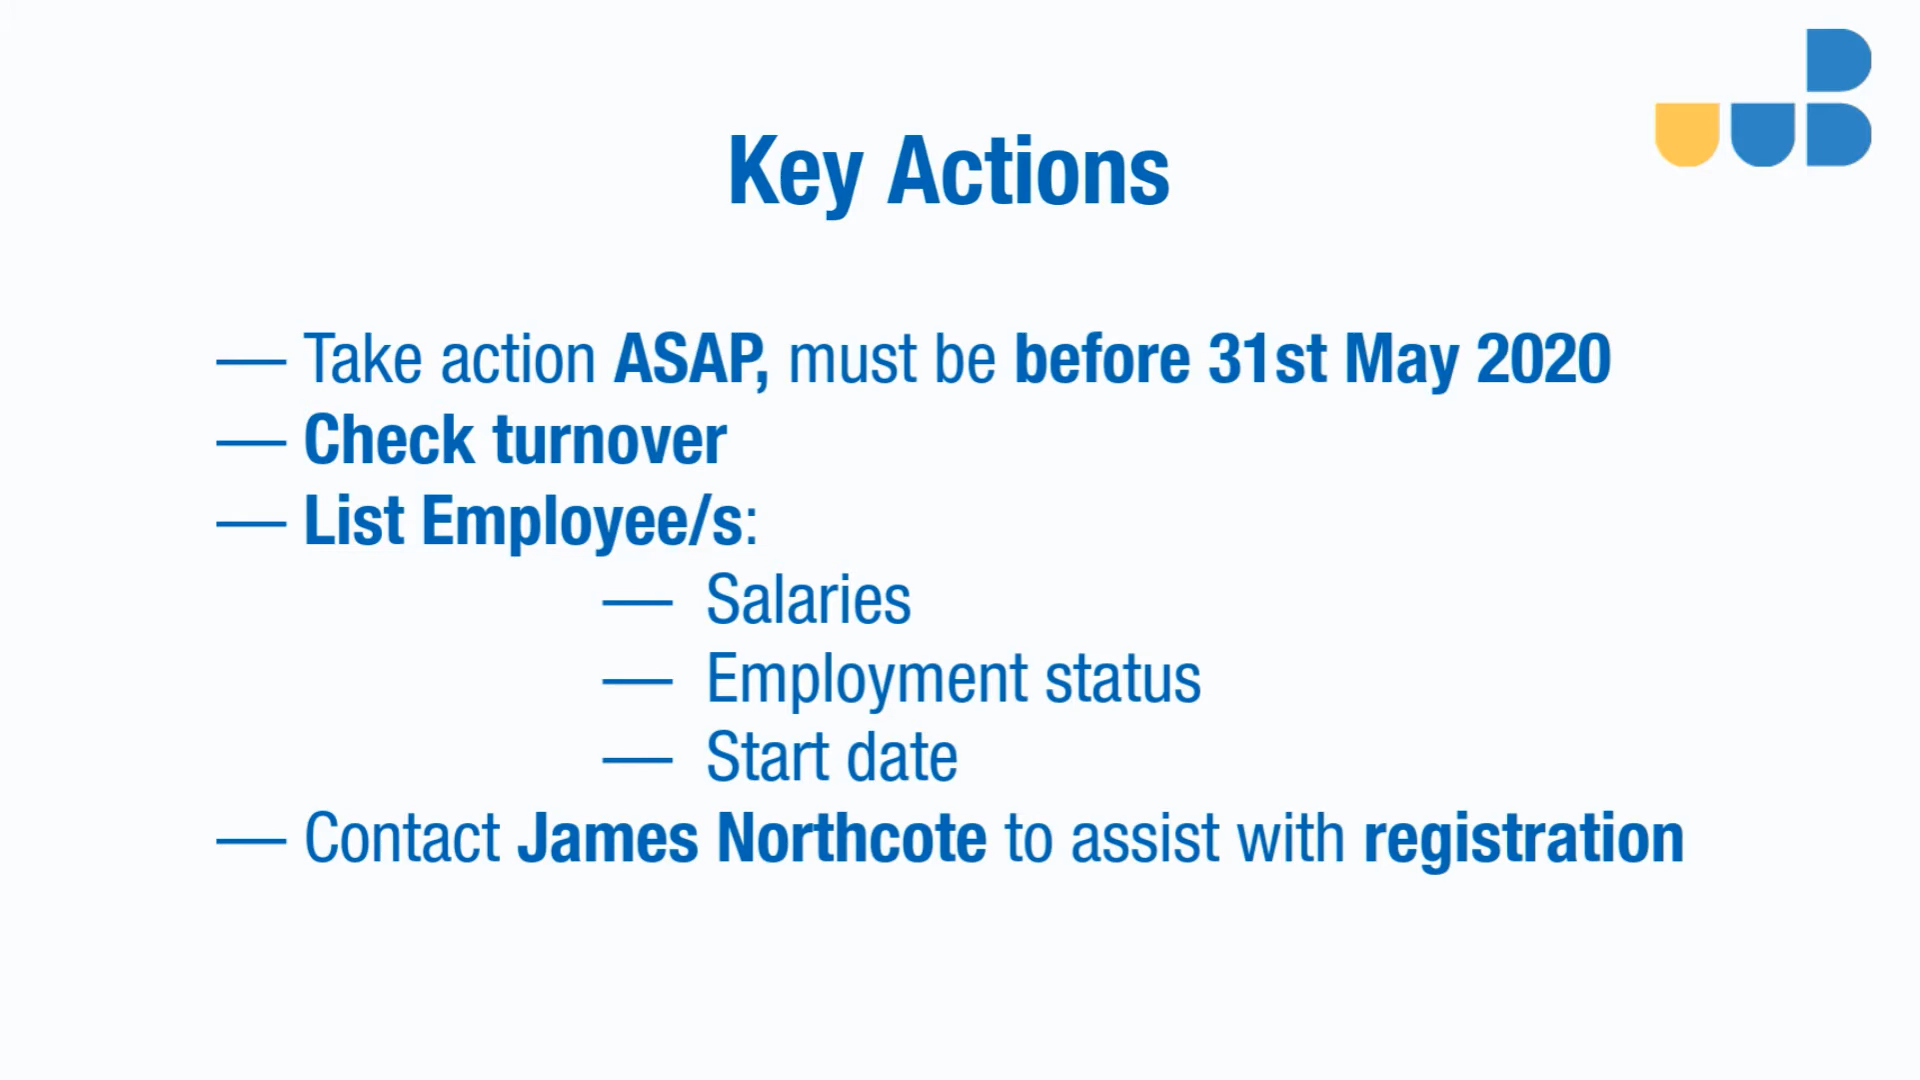 Key Actions
— Take action ASAP, must be before 31st May 2020
— Check turnover
— List Employee/s:
— Salaries
— Employment status
— Start date
— Contact James Northcote to assist with registration